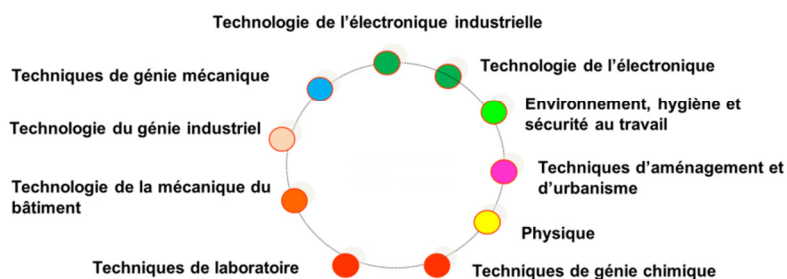 Technologie de l'électronique industrielle
Technologie de l'électronique
Environnement, hygiène et
sécurité au travail
Techniques d'aménagement et
d'urbanisme
Physique
Techniques de génie chimique
Techniques de laboratoire
Technologie de la mécanique du
bâtiment
Technologie du génie industriel
Techniques de génie mécanique